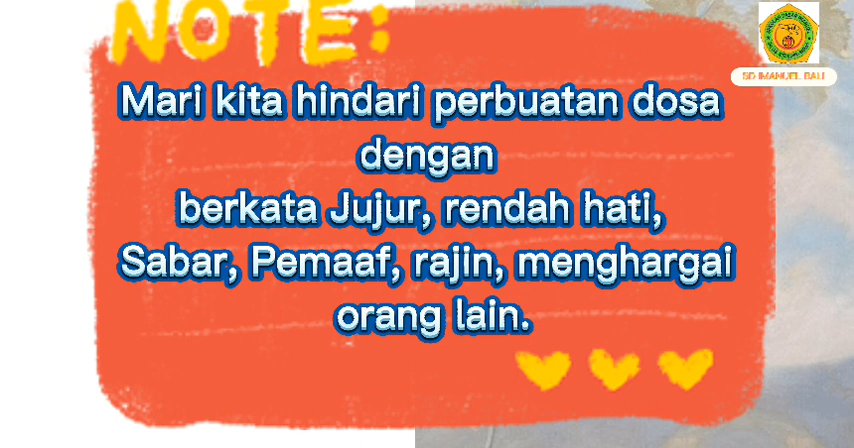 NOTE:
SD IMANUEL BALI
Mari kita hindari perbuatan dosa
dengan
berkata Jujur, rendah hati,
Sabar, Pemaaf, rajin, menghargai
orang lain.